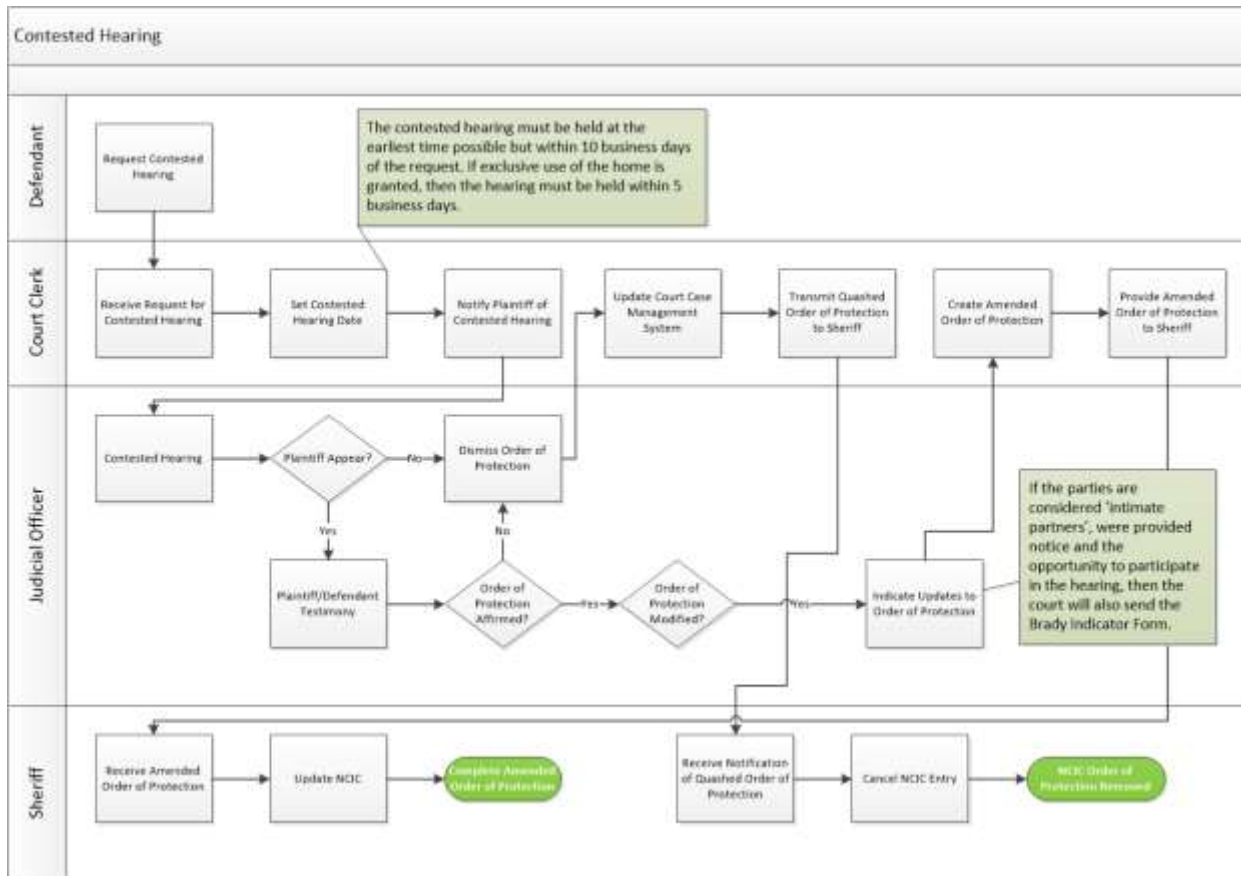 Contested Hearing
Defendant
Request Contested
Hearing
The contested hearing must be held at the
earliest time possible but within 10 business days
of the request. If exclusive use of the home is
granted, then the hearing must be held within 5
business days.
Court Clerk
Receive Request for
Contested Hearing
Set Contested
Hearing Date
Notify Plaintiff of
Contested Hearing
Update Court Case
Management
System
Transmit Quashed
Order of Protection
to Sheriff
Create Amended
Order of Protection
Provide Amended
Order of Protection
to Sheriff
Judicial Officer
Contested Hearing
Plaintiff Appear?
No
Dismiss Order of
Protection
Yes
No
Plaintiff/Defendant
Testimony
Order of
Protection
Affirmed?
Yes
Order of
Protection
Modified?
Yes
Indicate Updates to
Order of Protection
If the parties are
considered 'intimate
partners', were provided
notice and the
opportunity to participate
in the hearing, then the
court will also send the
Brady Indicator Form.
Sheriff
Receive Amended
Order of Protection
Update NCIC
Complete Amended
Order of Protection
Receive Notification
of Quashed Order of
Protection
Cancel NCIC Entry
NCIC Order of
Protection Removed